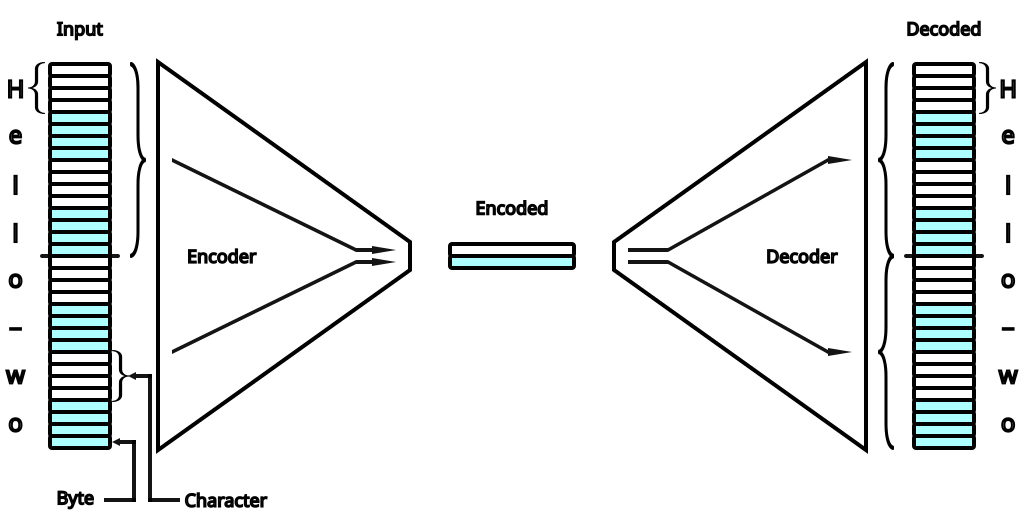 Input
Decoded
H
e
l
l
o
–
w
o
Encoder
Encoded
Decoder
H
e
l
l
o
–
w
o
Byte
Character